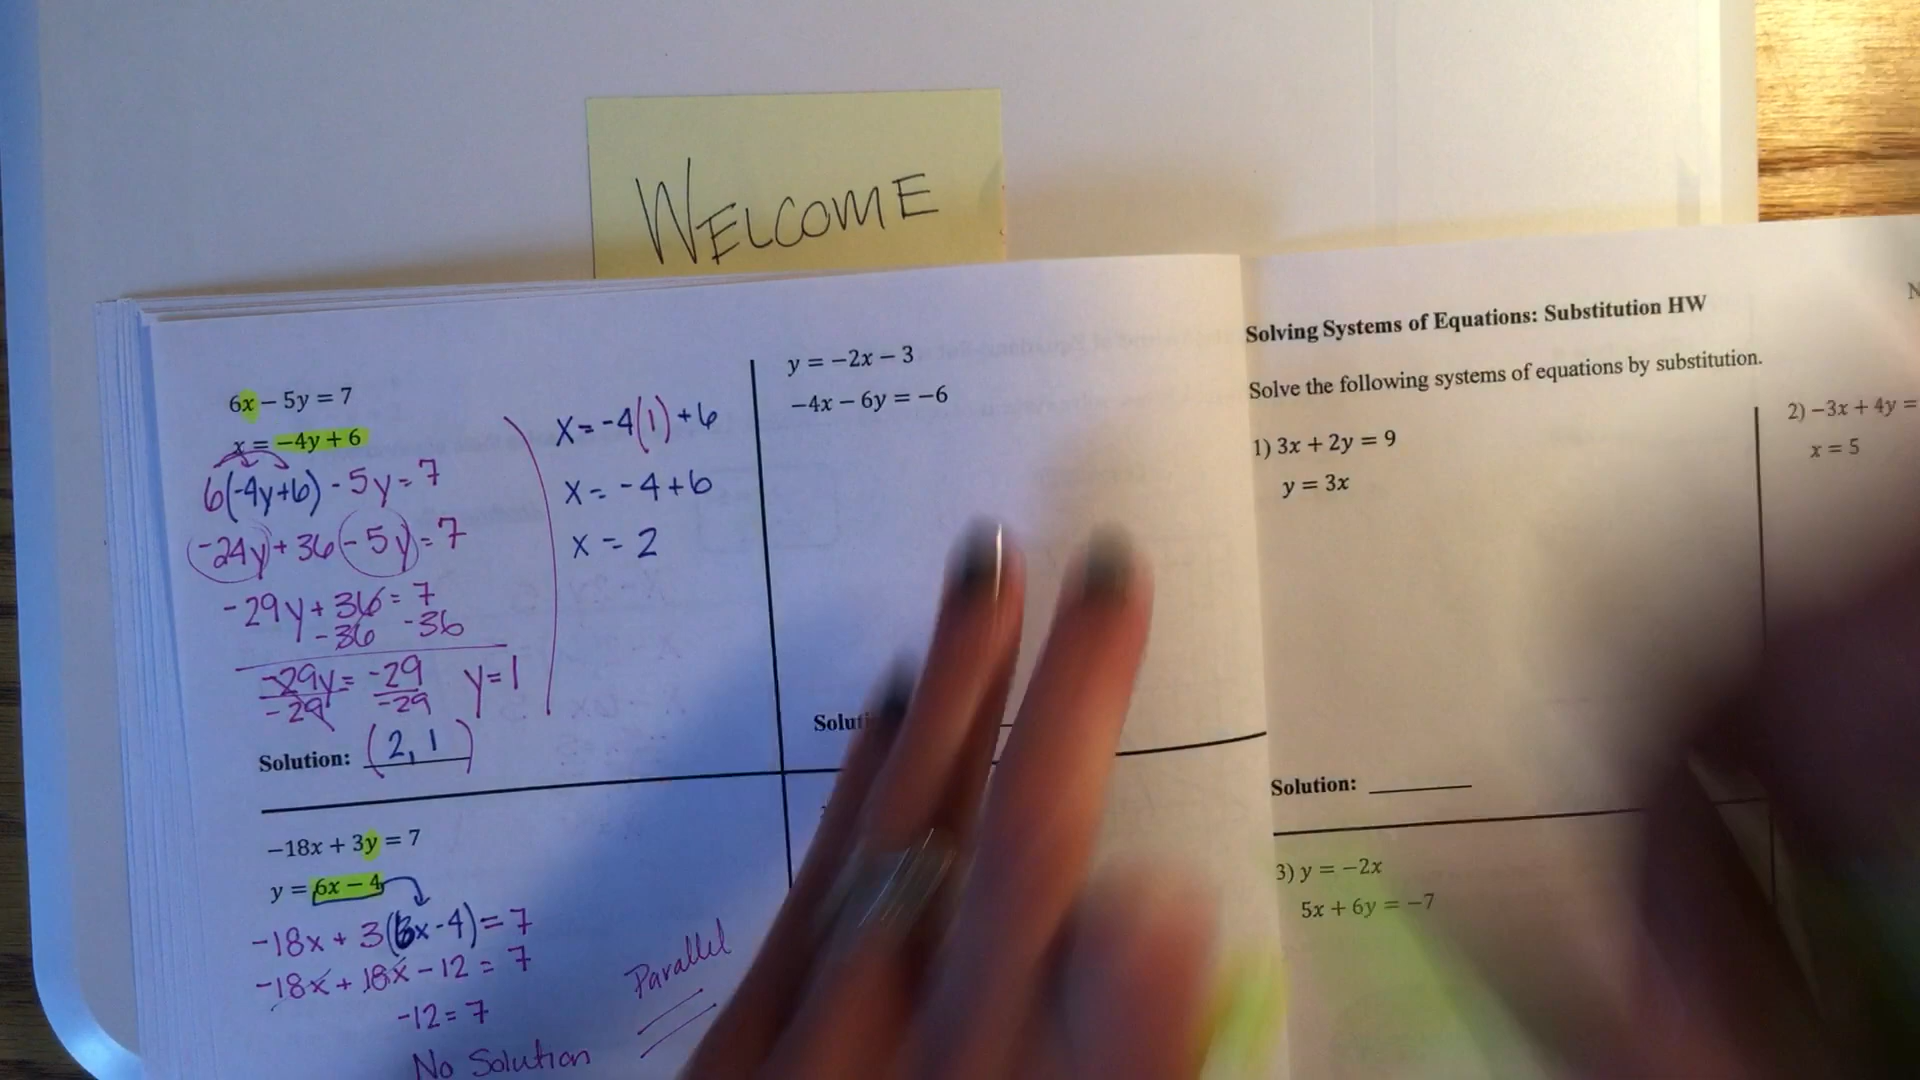 WELCOME
6x − 5y = 7
x = −4y + 6
6(-4y+6) - 5y = 7
-24y + 36 - 5y = 7
-29y + 36 = 7
-36 -36
-29y = -29
-29 -29
y = 1
x = -4(1) + 6
x = -4 + 6
x = 2
Solution: (2, 1)
y = −2x − 3
−4x − 6y = −6
−18x + 3y = 7
y = 6x − 4
-18x + 3(6x - 4) = 7
-18x + 18x - 12 = 7
-12 = 7
No Solution
Parallel
Solving Systems of Equations: Substitution HW
Solve the following systems of equations by substitution.
1) 3x + 2y = 9
y = 3x
Solution:
2) −3x + 4y =
x = 5
3) y = −2x
5x + 6y = −7